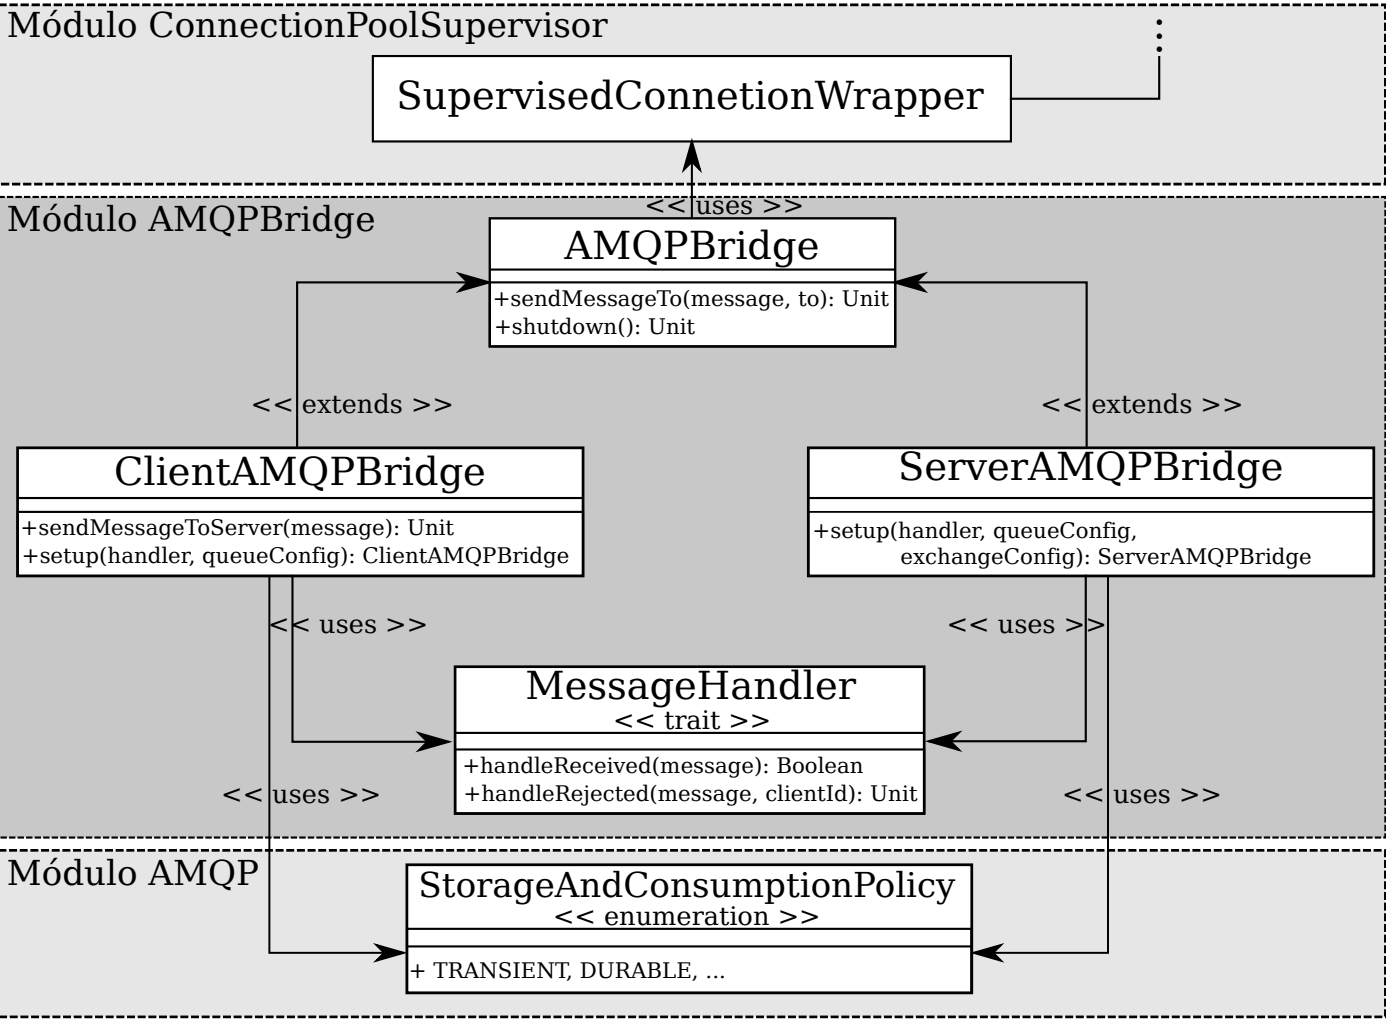 Módulo ConnectionPoolSupervisor
SupervisedConnetionWrapper
<< uses >>
Módulo AMQPBridge
AMQPBridge
+sendMessageTo(message, to): Unit
+shutdown(): Unit
<< extends >>
<< extends >>
ClientAMQPBridge
+sendMessageToServer(message): Unit
+setup(handler, queueConfig): ClientAMQPBridge
ServerAMQPBridge
+setup(handler, queueConfig,
exchangeConfig): ServerAMQPBridge
<< uses >>
<< uses >>
MessageHandler
<< trait >>
+handleReceived(message): Boolean
+handleRejected(message, clientId): Unit
<< uses >>
<< uses >>
Módulo AMQP
StorageAndConsumptionPolicy
<< enumeration >>
+ TRANSIENT, DURABLE, ...